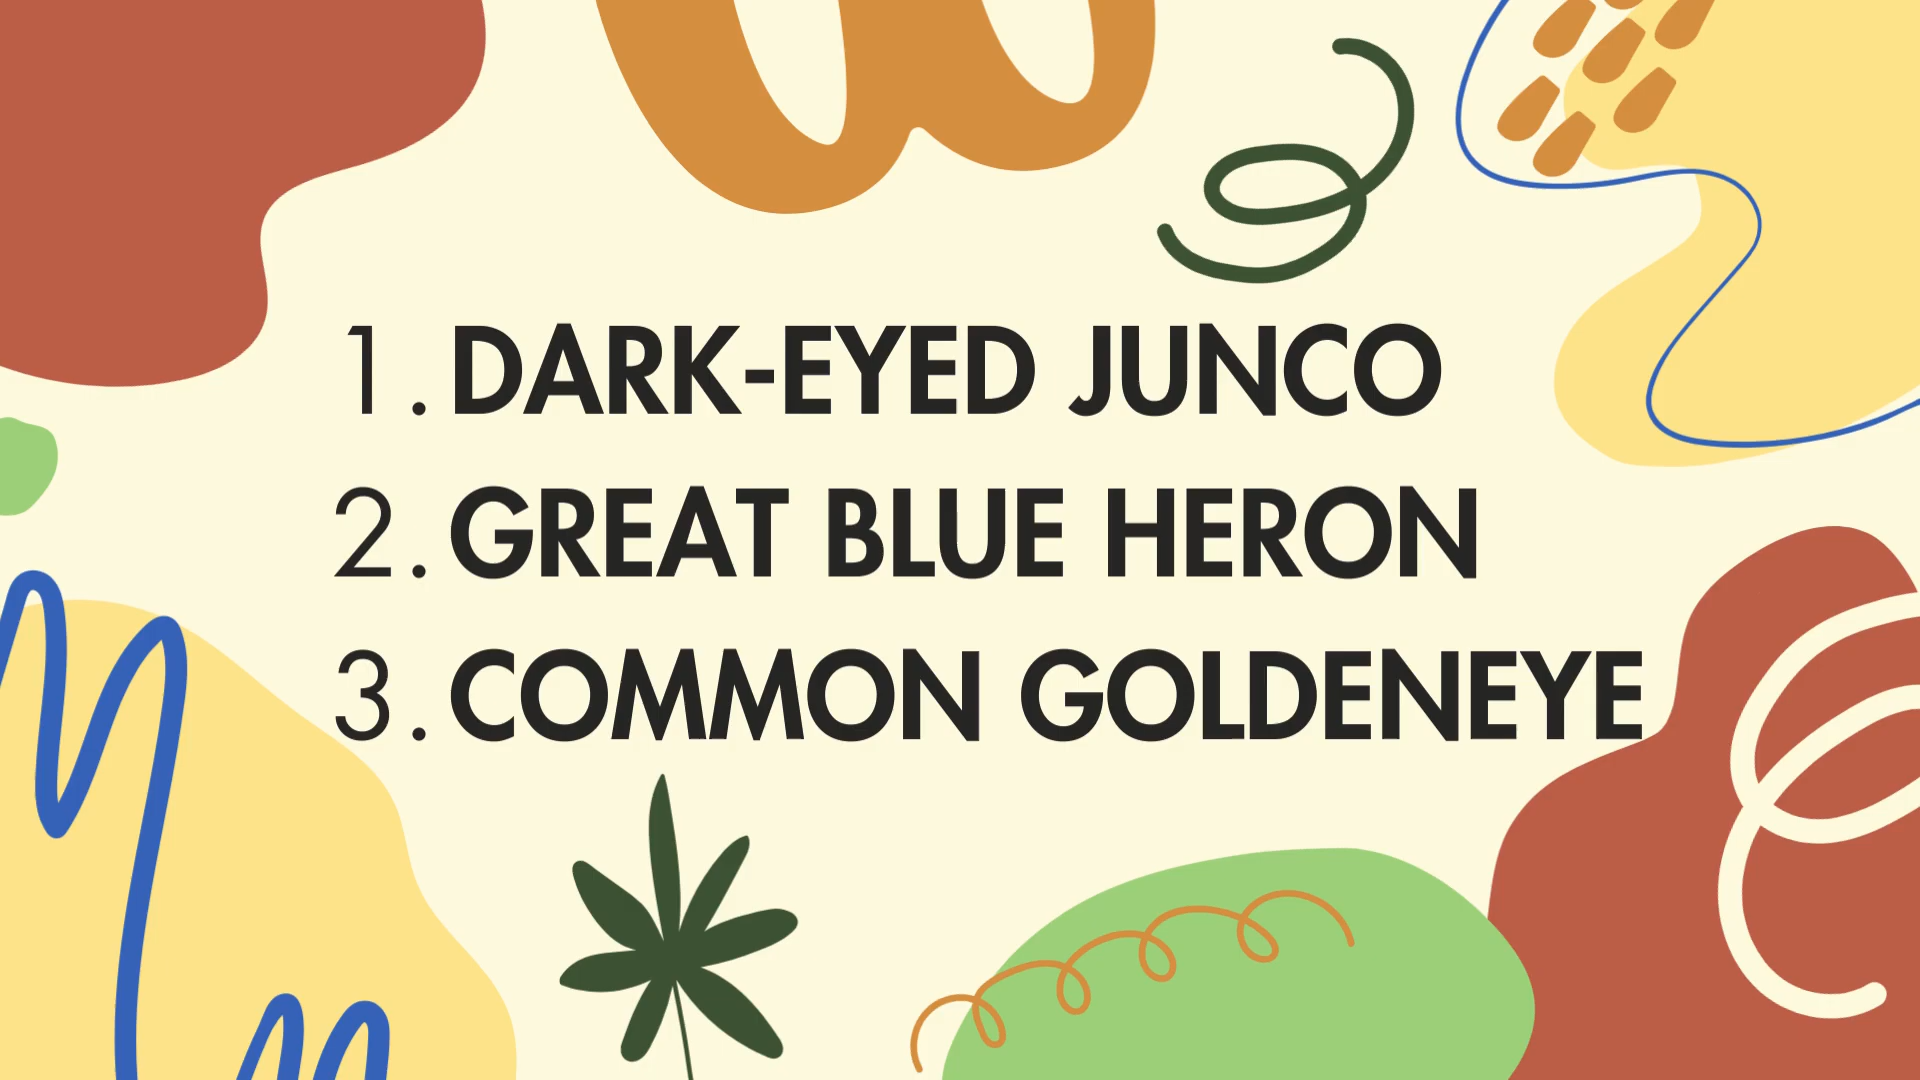 1. DARK-EYED JUNCO
2. GREAT BLUE HERON
3. COMMON GOLDENEYE